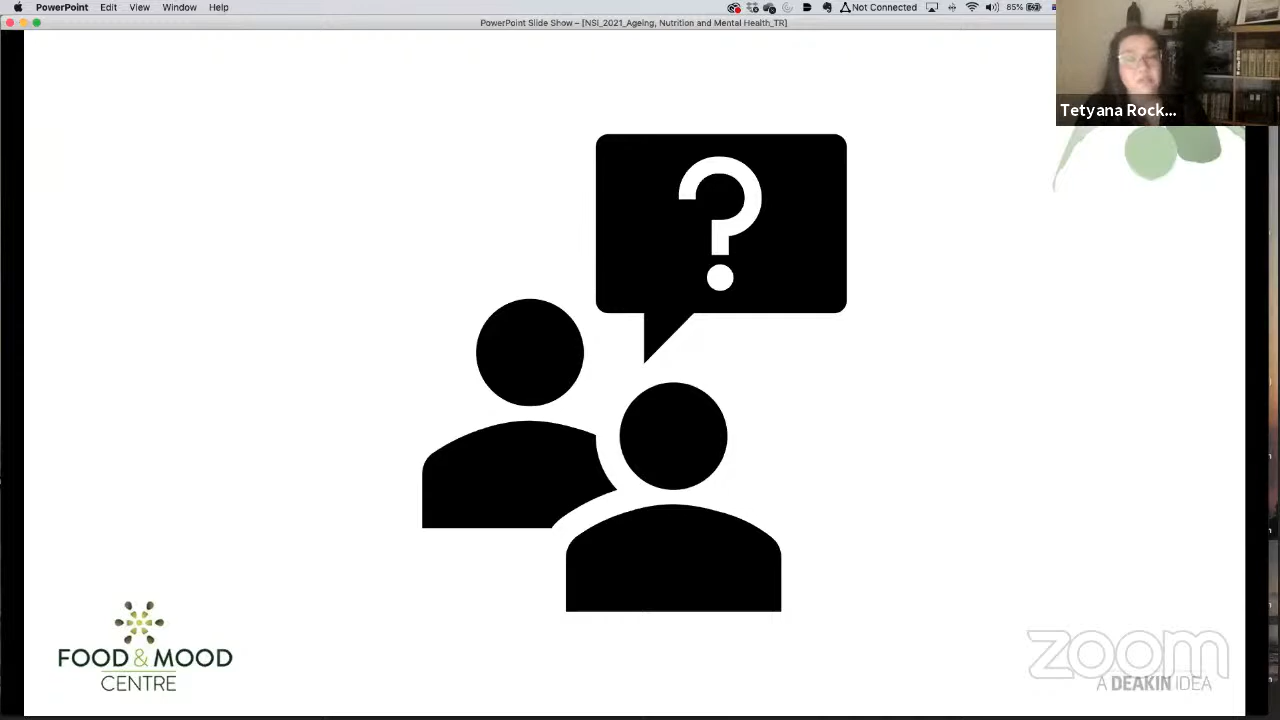 PowerPoint File Edit View Window Help Not Connected 85%
PowerPoint Slide Show – [NSI_2021_Ageing, Nutrition and Mental Health_TR]
Tetyana Rock...
?
FOOD & MOOD
CENTRE
zoom
A DEAKIN IDEA